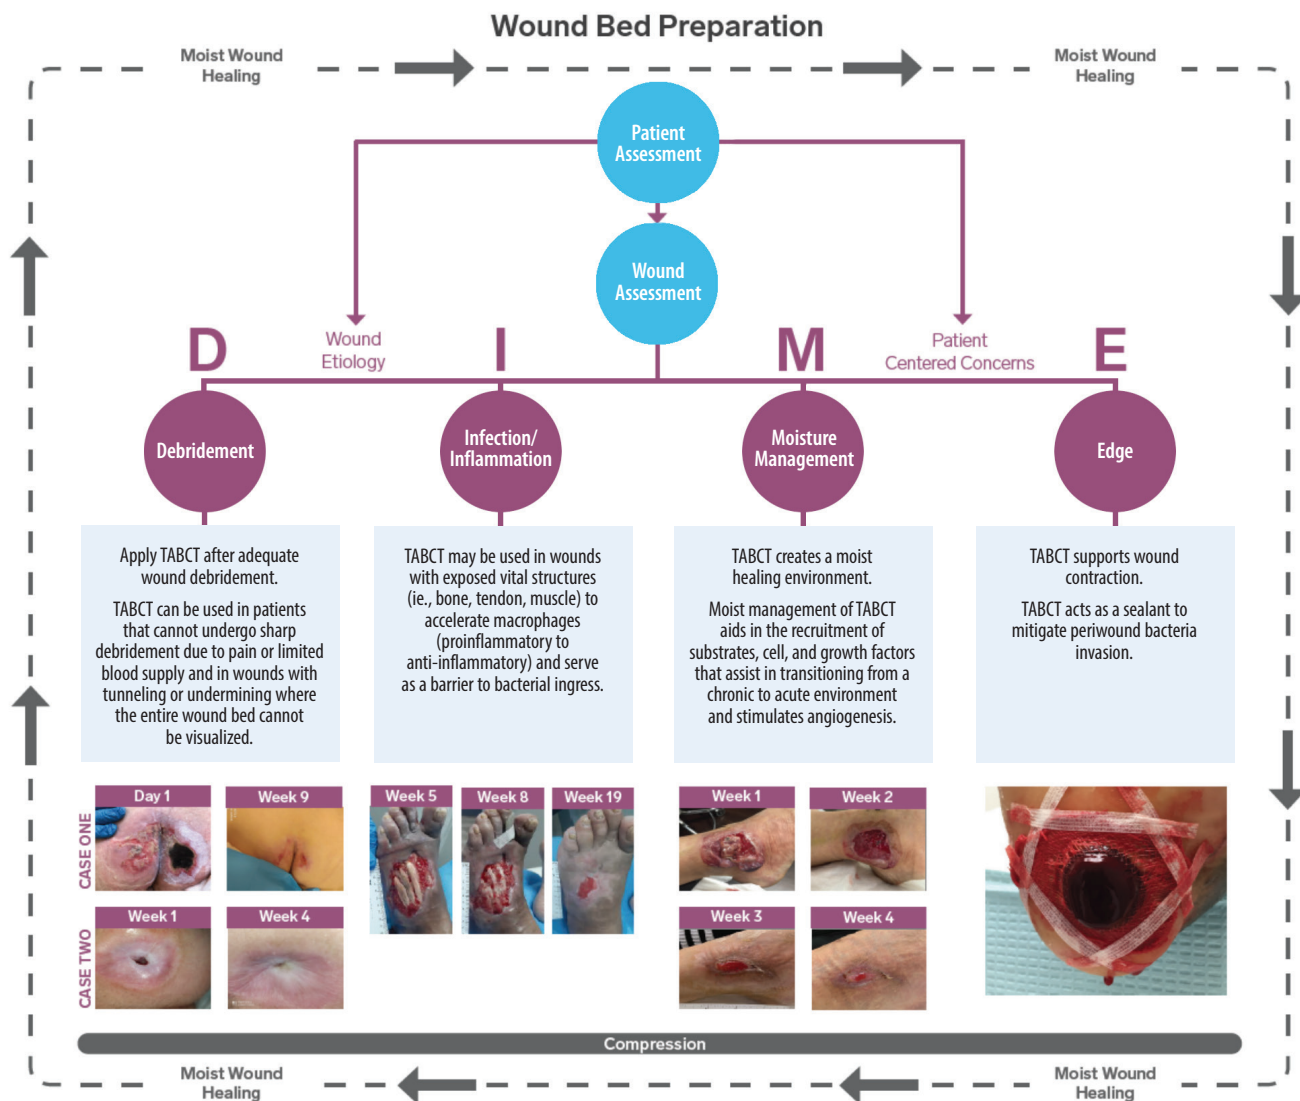 Wound Bed Preparation
Moist Wound
Healing
Moist Wound
Healing
Patient
Assessment
Wound
Assessment
D
Wound
Etiology
I
M
Patient
Centered Concerns
E
Debridement
Infection/
Inflammation
Moisture
Management
Edge
Apply TABCT after adequate
wound debridement.
TABCT can be used in patients
that cannot undergo sharp
debridement due to pain or limited
blood supply and in wounds with
tunneling or undermining where
the entire wound bed cannot
be visualized.
TABCT may be used in wounds
with exposed vital structures
(ie., bone, tendon, muscle) to
accelerate macrophages
(proinflammatory to
anti-inflammatory) and serve
as a barrier to bacterial ingress.
TABCT creates a moist
healing environment.
Moist management of TABCT
aids in the recruitment of
substrates, cell, and growth factors
that assist in transitioning from a
chronic to acute environment
and stimulates angiogenesis.
TABCT supports wound
contraction.
TABCT acts as a sealant to
mitigate periwound bacteria
invasion.
CASE ONE
Day 1
Week 9
CASE TWO
Week 1
Week 4
Week 5
Week 8
Week 19
Week 1
Week 2
Week 3
Week 4
Compression
Moist Wound
Healing
Moist Wound
Healing